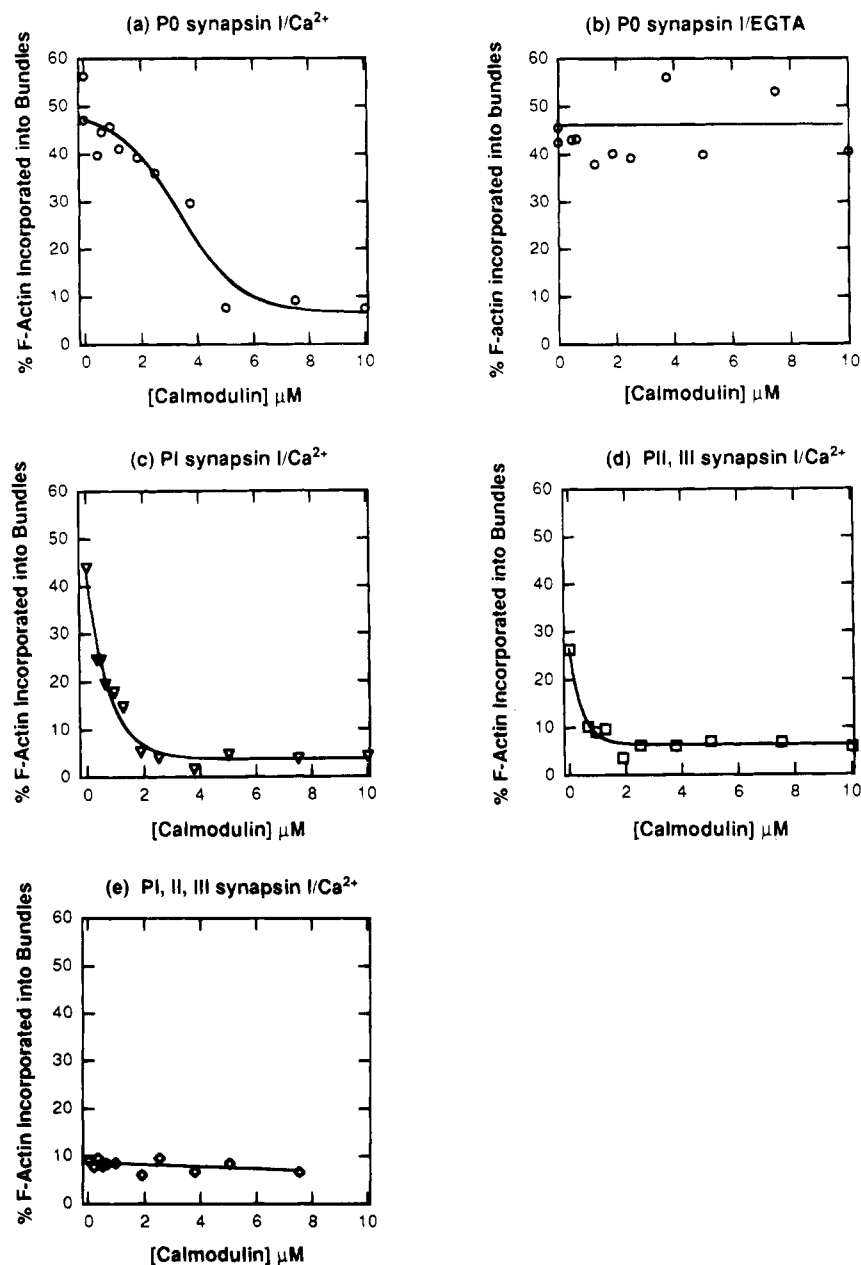 (a) P0 synapsin I/Ca²⁺
% F-Actin Incorporated into Bundles
60
50
40
30
20
10
0
0 2 4 6 8 10
[Calmodulin] μM
(b) P0 synapsin I/EGTA
% F-actin incorporated into bundles
60
50
40
30
20
10
0
0 2 4 6 8 10
[Calmodulin] μM
(c) PI synapsin I/Ca²⁺
% F-Actin Incorporated into Bundles
60
50
40
30
20
10
0
0 2 4 6 8 10
[Calmodulin] μM
(d) PII, III synapsin I/Ca²⁺
% F-Actin Incorporated into Bundles
60
50
40
30
20
10
0
0 2 4 6 8 10
[Calmodulin] μM
(e) PI, II, III synapsin I/Ca²⁺
% F-Actin Incorporated into Bundles
60
50
40
30
20
10
0
0 2 4 6 8 10
[Calmodulin] μM